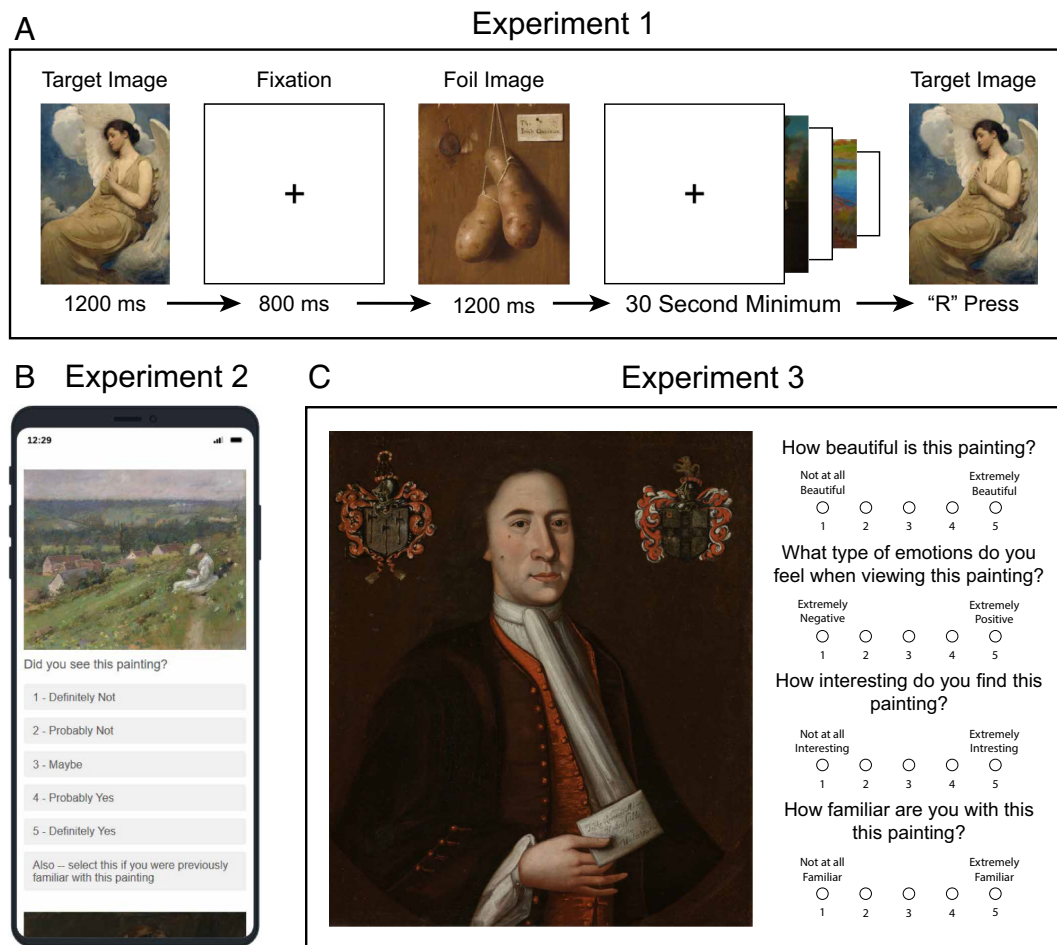 Experiment 1
A
Target Image
Fixation
Foil Image
Target Image
The
+
+
1200 ms
800 ms
1200 ms
30 Second Minimum
“R” Press
B Experiment 2
12:29
Did you see this painting?
1 - Definitely Not
2 - Probably Not
3 - Maybe
4 - Probably Yes
5 - Definitely Yes
Also -- select this if you were previously
familiar with this painting
C Experiment 3
How beautiful is this painting?
Not at all
Beautiful
Extremely
Beautiful
1 2 3 4 5
What type of emotions do you
feel when viewing this painting?
Extremely
Negative
Extremely
Positive
1 2 3 4 5
How interesting do you find this
painting?
Not at all
Interesting
Extremely
Intresting
1 2 3 4 5
How familiar are you with this
this painting?
Not at all
Familiar
Extremely
Familiar
1 2 3 4 5